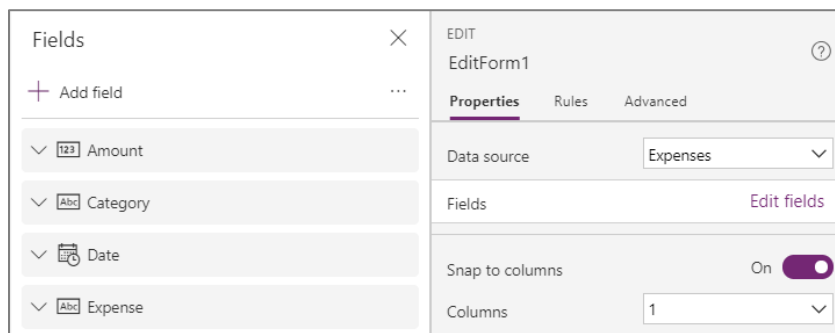 Fields
Add field
123 Amount
Abc Category
Date
Abc Expense
EDIT
EditForm1
?
Properties Rules Advanced
Data source Expenses
Fields Edit fields
Snap to columns On
Columns 1